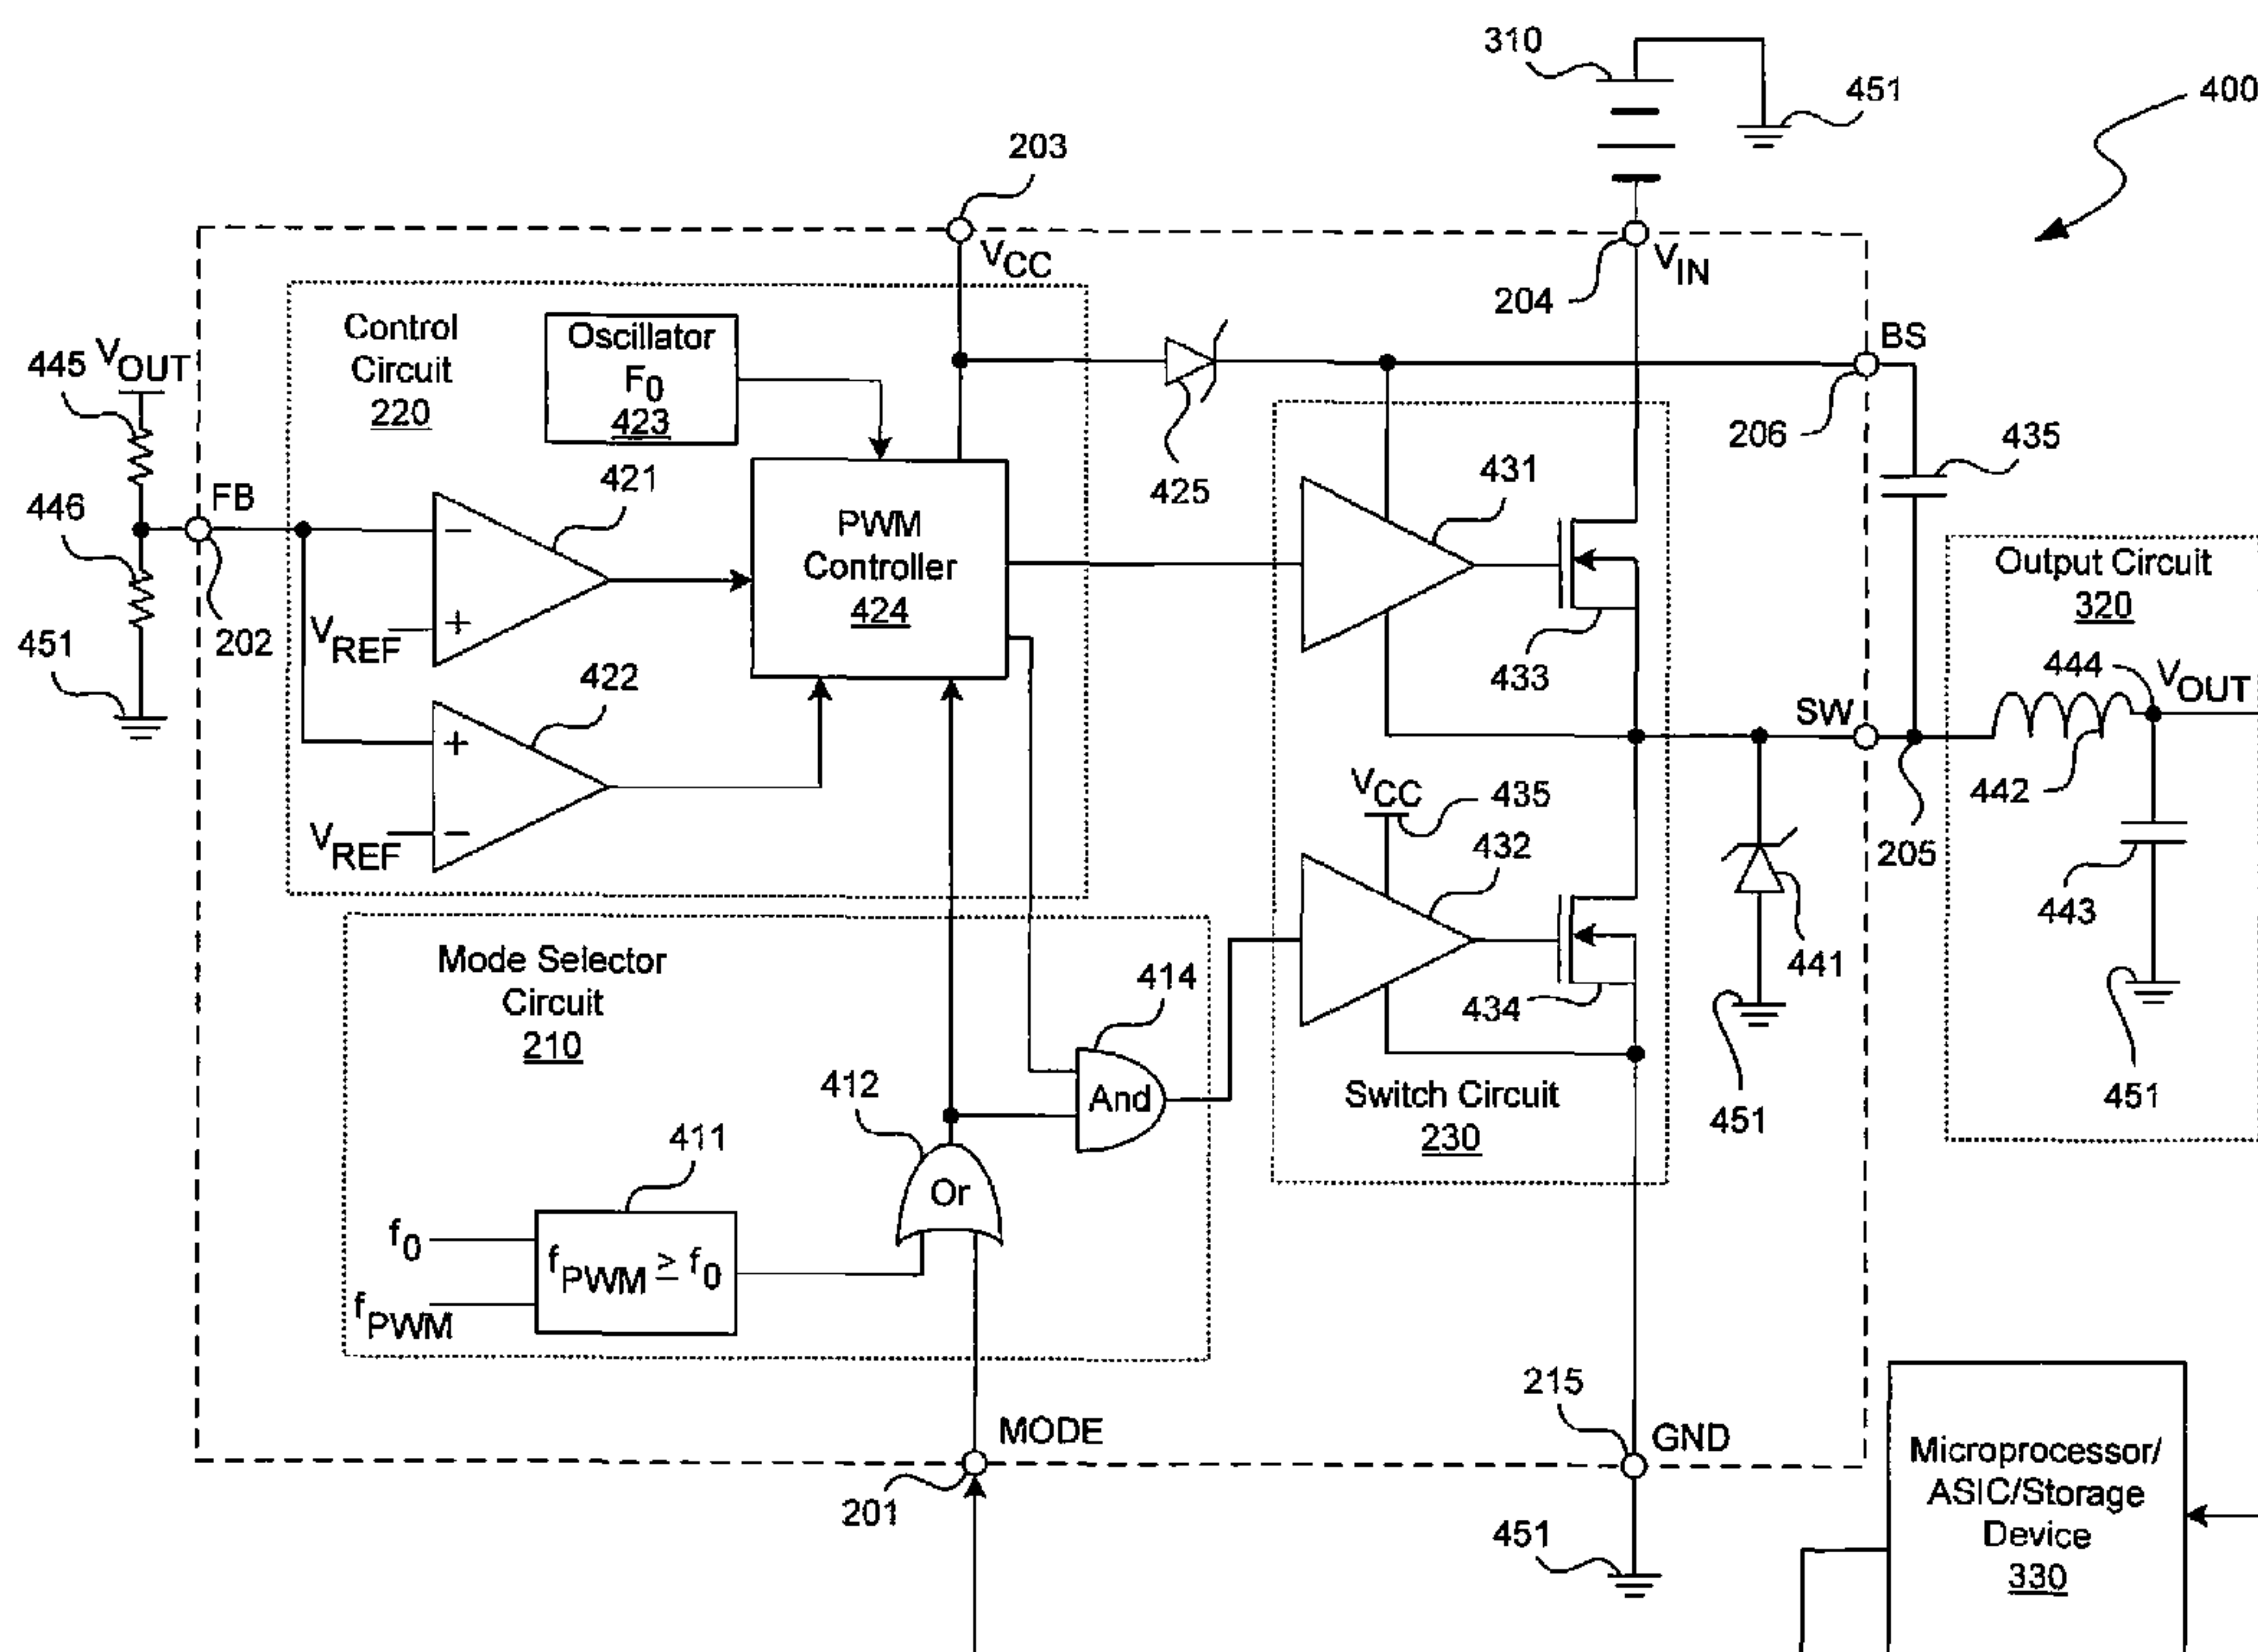 310
451
400
203
VCC
VIN
204
Control
Circuit
220
Oscillator
F0
423
BS
206
445
VOUT
425
435
446
FB
421
431
PWM
Controller
424
Output Circuit
320
VREF
202
451
422
433
444
VOUT
SW
VCC
435
442
205
VREF
432
443
Mode Selector
Circuit
210
414
434
441
412
And
Switch Circuit
230
451
451
411
Or
f0
fPWM ≥ f0
fPWM
215
MODE
GND
201
Microprocessor/
ASIC/Storage
Device
330
451